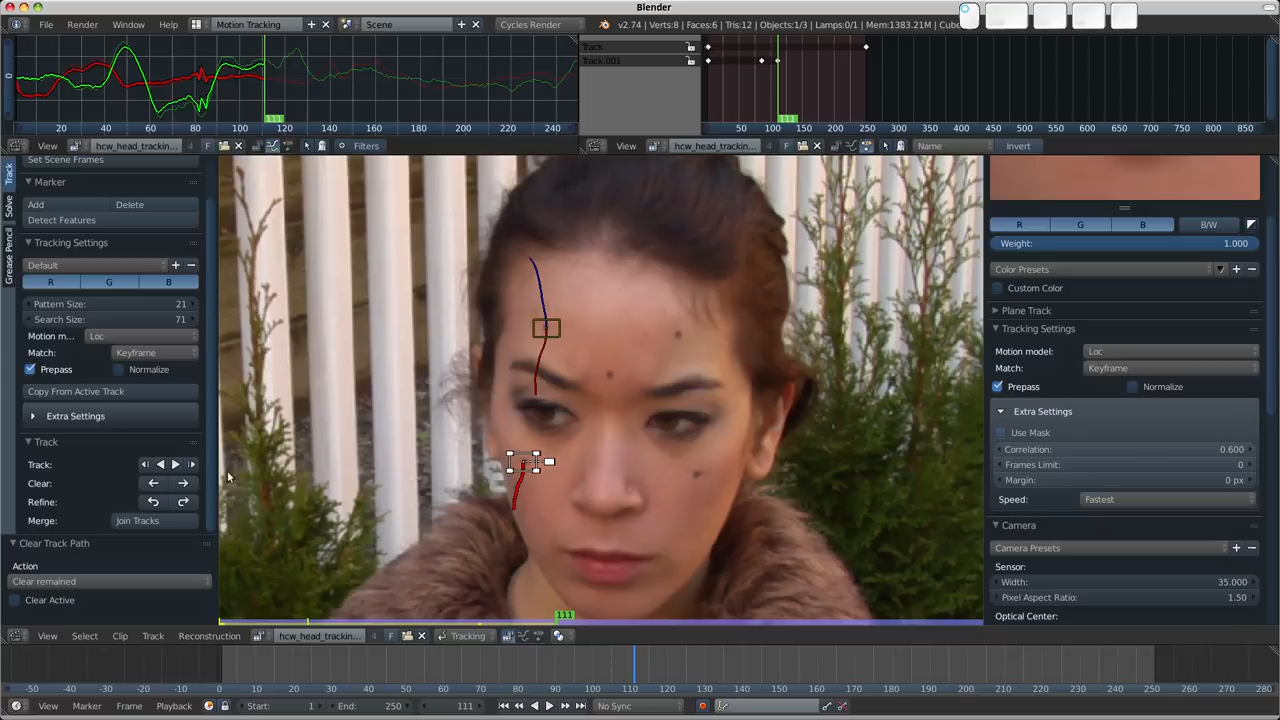 Blender
File Render Window Help Motion Tracking Scene Cycles Render v2.74 | Verts:8 | Faces:6 | Tris:12 | Objects:1/3 | Lamps:0/1 | Mem:1383.21M | Cube
Track
Track.001
0
111
20 40 60 80 100 120 140 160 180 200 220 240
111
50 100 150 200 250 300 350 400 450 500 550 600 650 700 750 800 850
View hcw_head_trackin... 4 F Filters
View hcw_head_trackin... 4 F Name Invert
Track
Solve
Grease Pencil
Set Scene Frames
Marker
Add Delete
Detect Features
Tracking Settings
Default
R G B
Pattern Size: 21
Search Size: 71
Motion m... Loc
Match: Keyframe
Prepass Normalize
Copy From Active Track
Extra Settings
Track
Track:
Clear:
Refine:
Merge: Join Tracks
Clear Track Path
Action
Clear remained
Clear Active
R G B B/W
Weight: 1.000
Color Presets
Custom Color
Plane Track
Tracking Settings
Motion model: Loc
Match: Keyframe
Prepass Normalize
Extra Settings
Use Mask
Correlation: 0.600
Frames Limit: 0
Margin: 0 px
Speed: Fastest
Camera
Camera Presets
Sensor:
Width: 35.000
Pixel Aspect Ratio: 1.50
Optical Center:
111
View Select Clip Track Reconstruction hcw_head_trackin... 4 F Tracking
-50 -40 -30 -20 -10 0 10 20 30 40 50 60 70 80 90 100 110 120 130 140 150 160 170 180 190 200 210 220 230 240 250 260 270 280
View Marker Frame Playback Start: 1 End: 250 111 No Sync